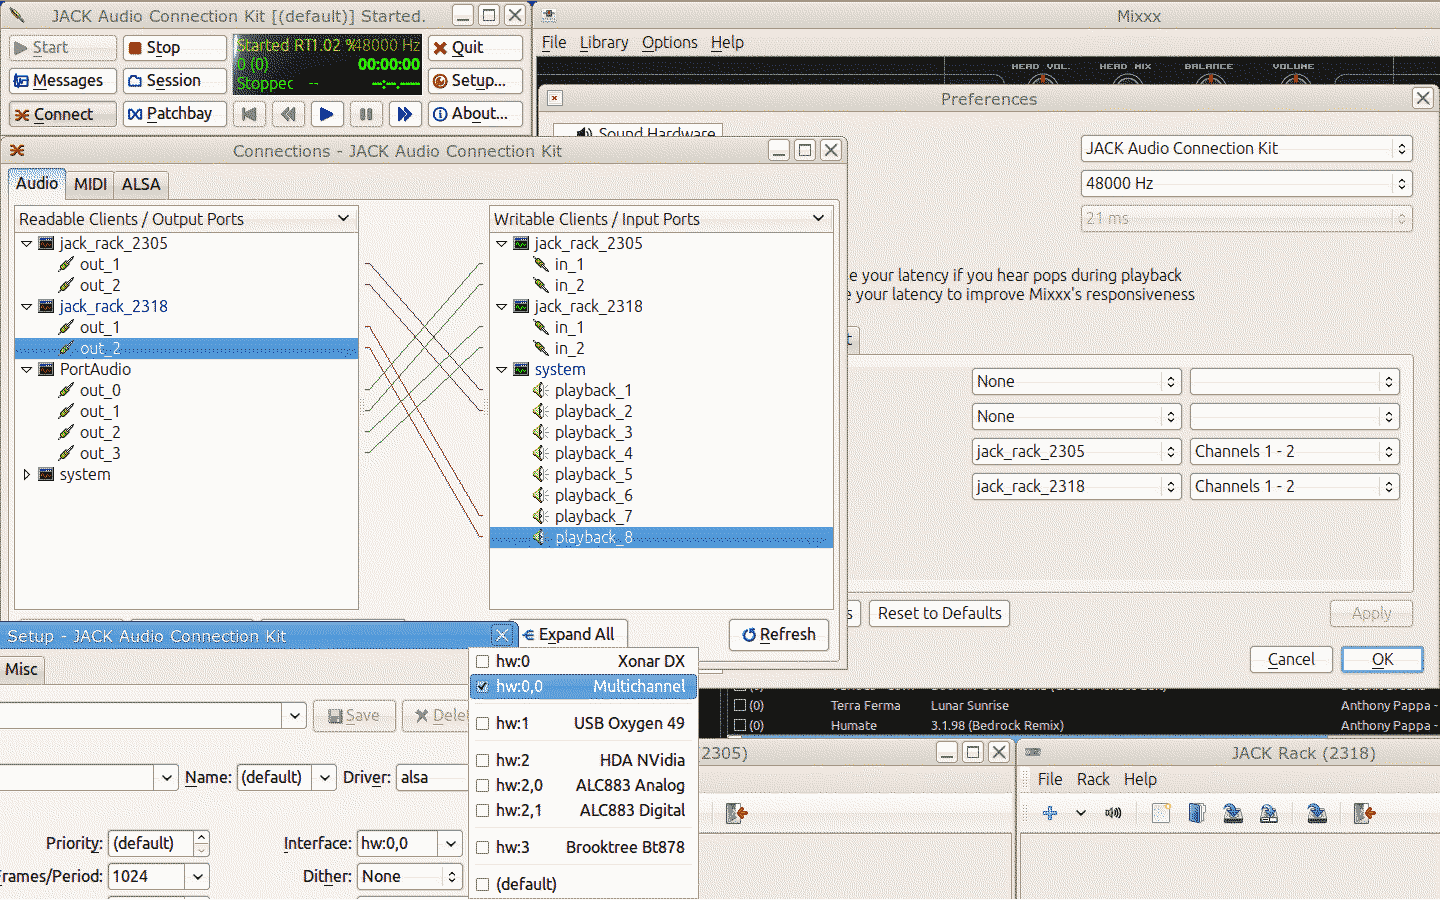 JACK Audio Connection Kit [(default)] Started.
Start
Stop
Started RT1.02 %48000 Hz
Quit
Messages
Session
0 (0) 00:00:00
Stopped -- --:--.----
Setup...
Connect
Patchbay
About...
Mixxx
File Library Options Help
HEAD VOL. HEAD MIX BALANCE VOLUME
Preferences
Sound Hardware
JACK Audio Connection Kit
48000 Hz
21 ms
e your latency if you hear pops during playback
e your latency to improve Mixxx's responsiveness
t
None
None
jack_rack_2305 Channels 1 - 2
jack_rack_2318 Channels 1 - 2
s
Reset to Defaults
Apply
Cancel
OK
Connections - JACK Audio Connection Kit
Audio MIDI ALSA
Readable Clients / Output Ports
jack_rack_2305
out_1
out_2
jack_rack_2318
out_1
out_2
PortAudio
out_0
out_1
out_2
out_3
system
Writable Clients / Input Ports
jack_rack_2305
in_1
in_2
jack_rack_2318
in_1
in_2
system
playback_1
playback_2
playback_3
playback_4
playback_5
playback_6
playback_7
playback_8
Expand All
Refresh
Setup - JACK Audio Connection Kit
Misc
Save
Dele
Name: (default) Driver: alsa
Priority: (default) Interface: hw:0,0
rames/Period: 1024 Dither: None
hw:0 Xonar DX
hw:0,0 Multichannel
hw:1 USB Oxygen 49
hw:2 HDA NVidia
hw:2,0 ALC883 Analog
hw:2,1 ALC883 Digital
hw:3 Brooktree Bt878
(default)
(0)
(0) Terra Ferma Lunar Sunrise Anthony Pappa -
(0) Humate 3.1.98 (Bedrock Remix) Anthony Pappa -
2305)
JACK Rack (2318)
File Rack Help